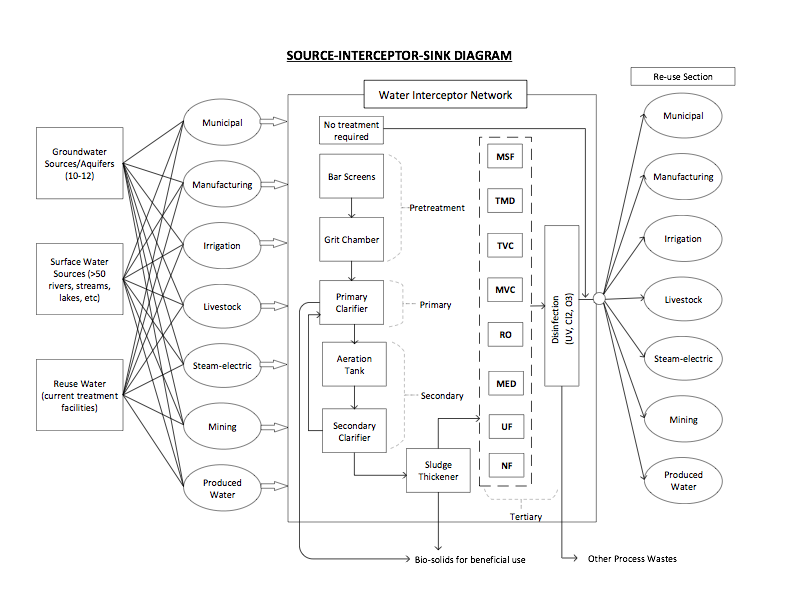 SOURCE-INTERCEPTOR-SINK DIAGRAM
Re-use Section
Water Interceptor Network
Groundwater
Sources/Aquifers
(10-12)
Surface Water
Sources (>50
rivers, streams,
lakes, etc)
Reuse Water
(current treatment
facilities)
Municipal
Manufacturing
Irrigation
Livestock
Steam-electric
Mining
Produced
Water
No treatment
required
Bar Screens
Grit Chamber
Pretreatment
Primary
Clarifier
Primary
Aeration
Tank
Secondary
Secondary
Clarifier
Sludge
Thickener
MSF
TMD
TVC
MVC
RO
MED
UF
NF
Tertiary
Disinfection
(UV, Cl2, O3)
Bio-solids for beneficial use
Other Process Wastes
Municipal
Manufacturing
Irrigation
Livestock
Steam-electric
Mining
Produced
Water